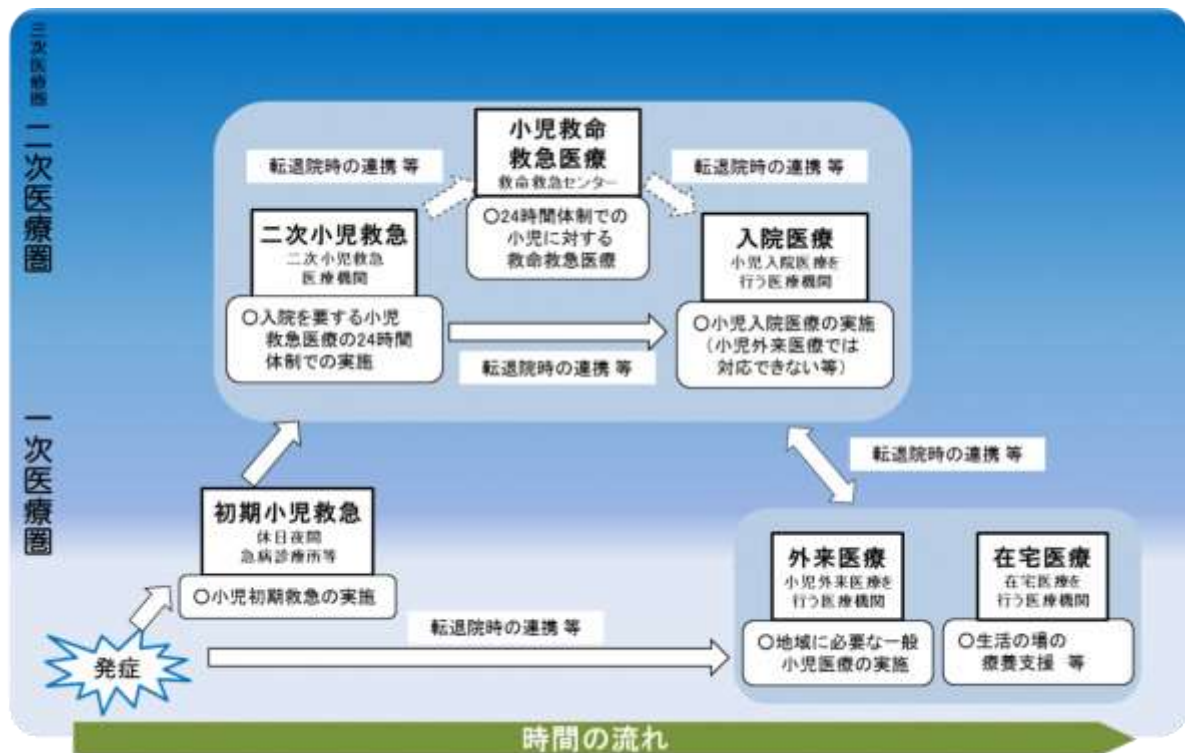 三次医療圏
二次医療圏
一次医療圏
小児救命
救急医療
救命救急センター
○24時間体制での
小児に対する
救命救急医療
転退院時の連携 等
転退院時の連携 等
二次小児救急
二次小児救急
医療機関
○入院を要する小児
救急医療の24時間
体制での実施
転退院時の連携 等
入院医療
小児入院医療を
行う医療機関
○小児入院医療の実施
(小児外来医療では
対応できない等)
転退院時の連携 等
初期小児救急
休日夜間
急病診療所等
○小児初期救急の実施
発症
転退院時の連携 等
外来医療
小児外来医療を
行う医療機関
○地域に必要な一般
小児医療の実施
在宅医療
在宅医療を
行う医療機関
○生活の場の
療養支援 等
時間の流れ